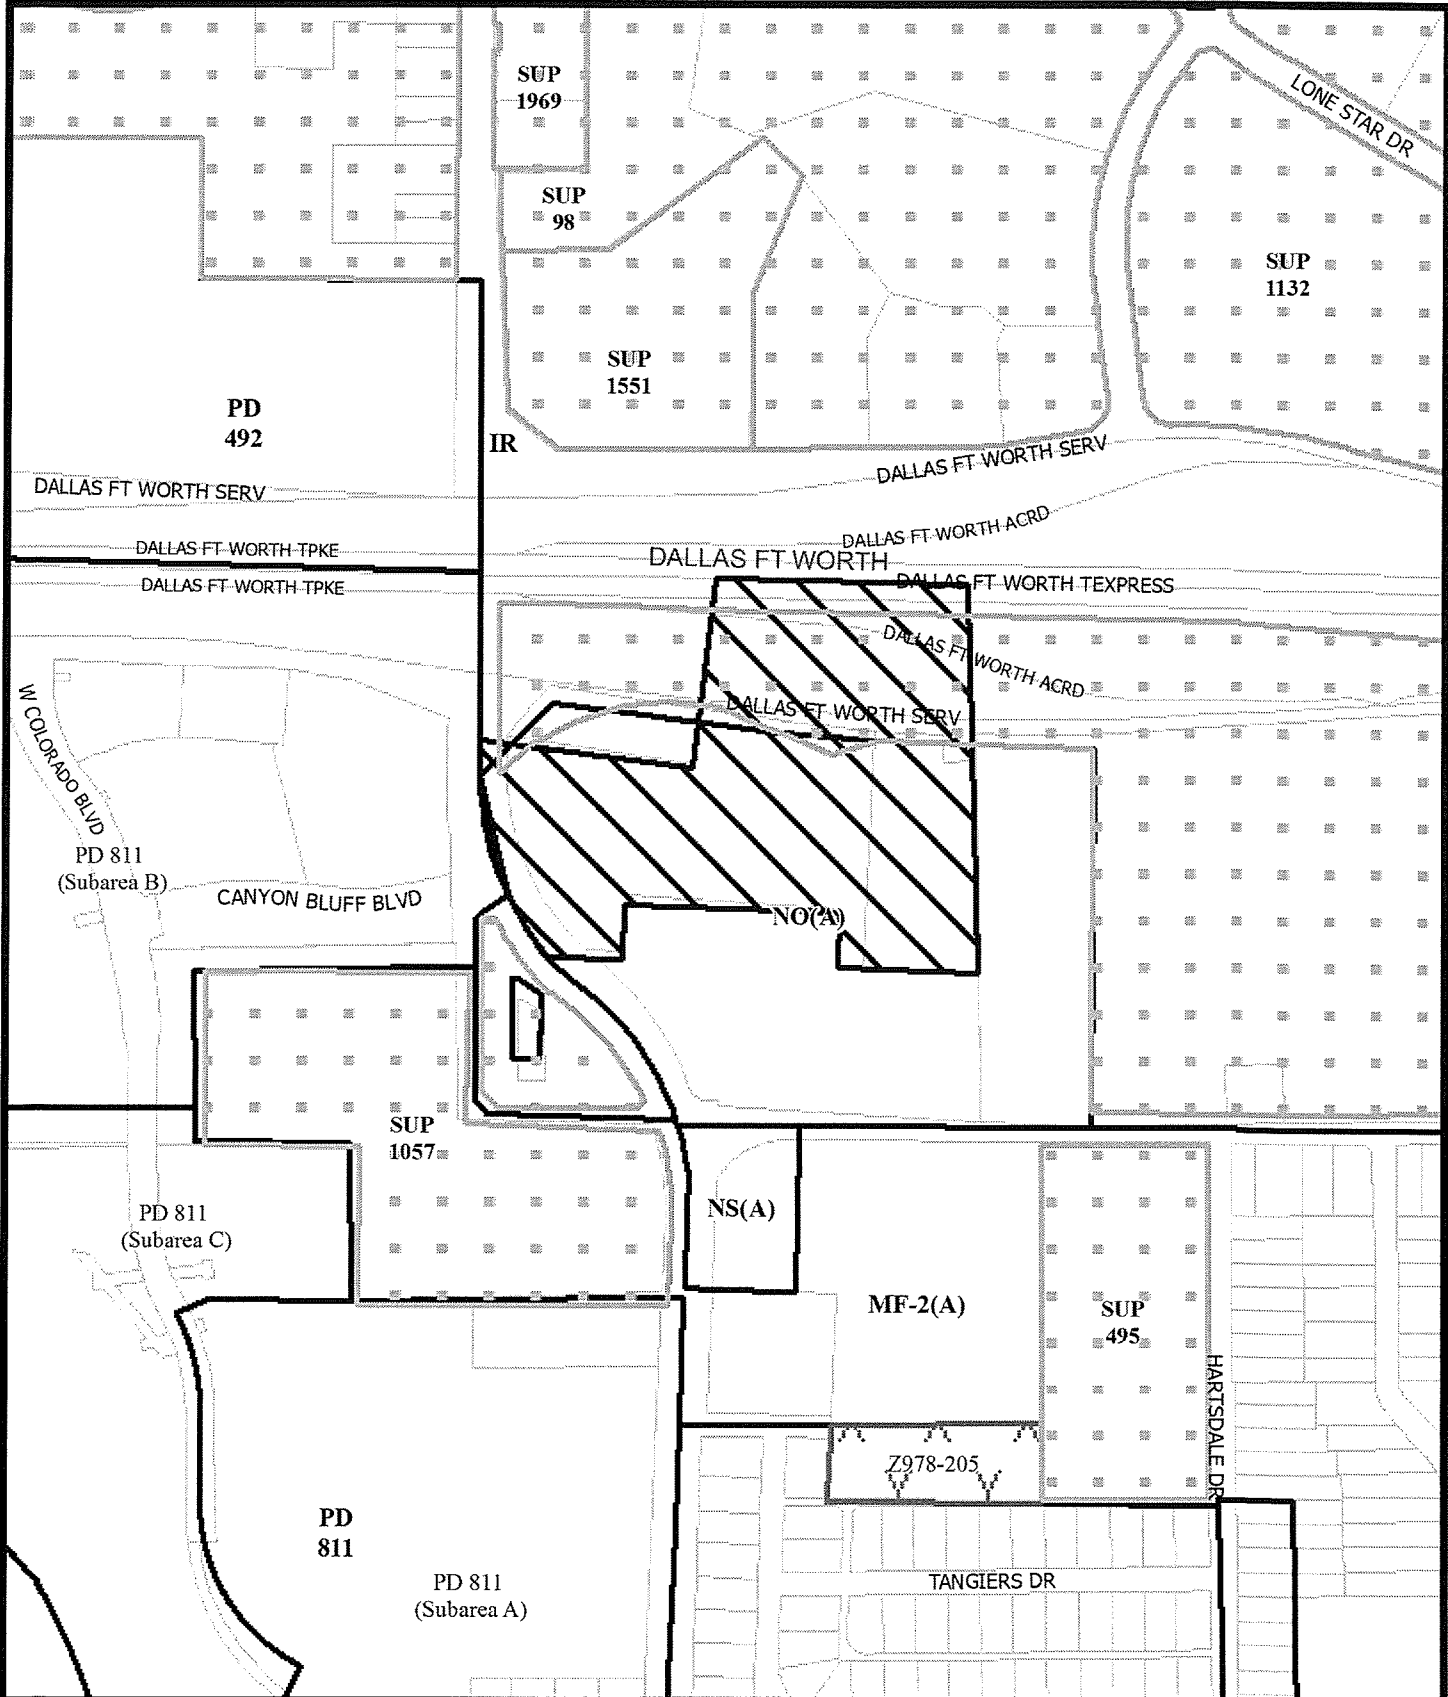 SUP
1969
LONE STAR DR
SUP
98
SUP
1132
SUP
1551
PD
492
IR
DALLAS FT WORTH SERV
DALLAS FT WORTH SERV
DALLAS FT WORTH ACRD
DALLAS FT WORTH TPKE
DALLAS FT WORTH
DALLAS FT WORTH TPKE
DALLAS FT WORTH TEXPRESS
DALLAS FT WORTH ACRD
DALLAS FT WORTH SERV
W COLORADO BLVD
PD 811
(Subarea B)
CANYON BLUFF BLVD
NO(A)
SUP
1057
PD 811
(Subarea C)
NS(A)
MF-2(A)
SUP
495
HARTSDALE DR
Z978-205
PD
811
PD 811
(Subarea A)
TANGIERS DR